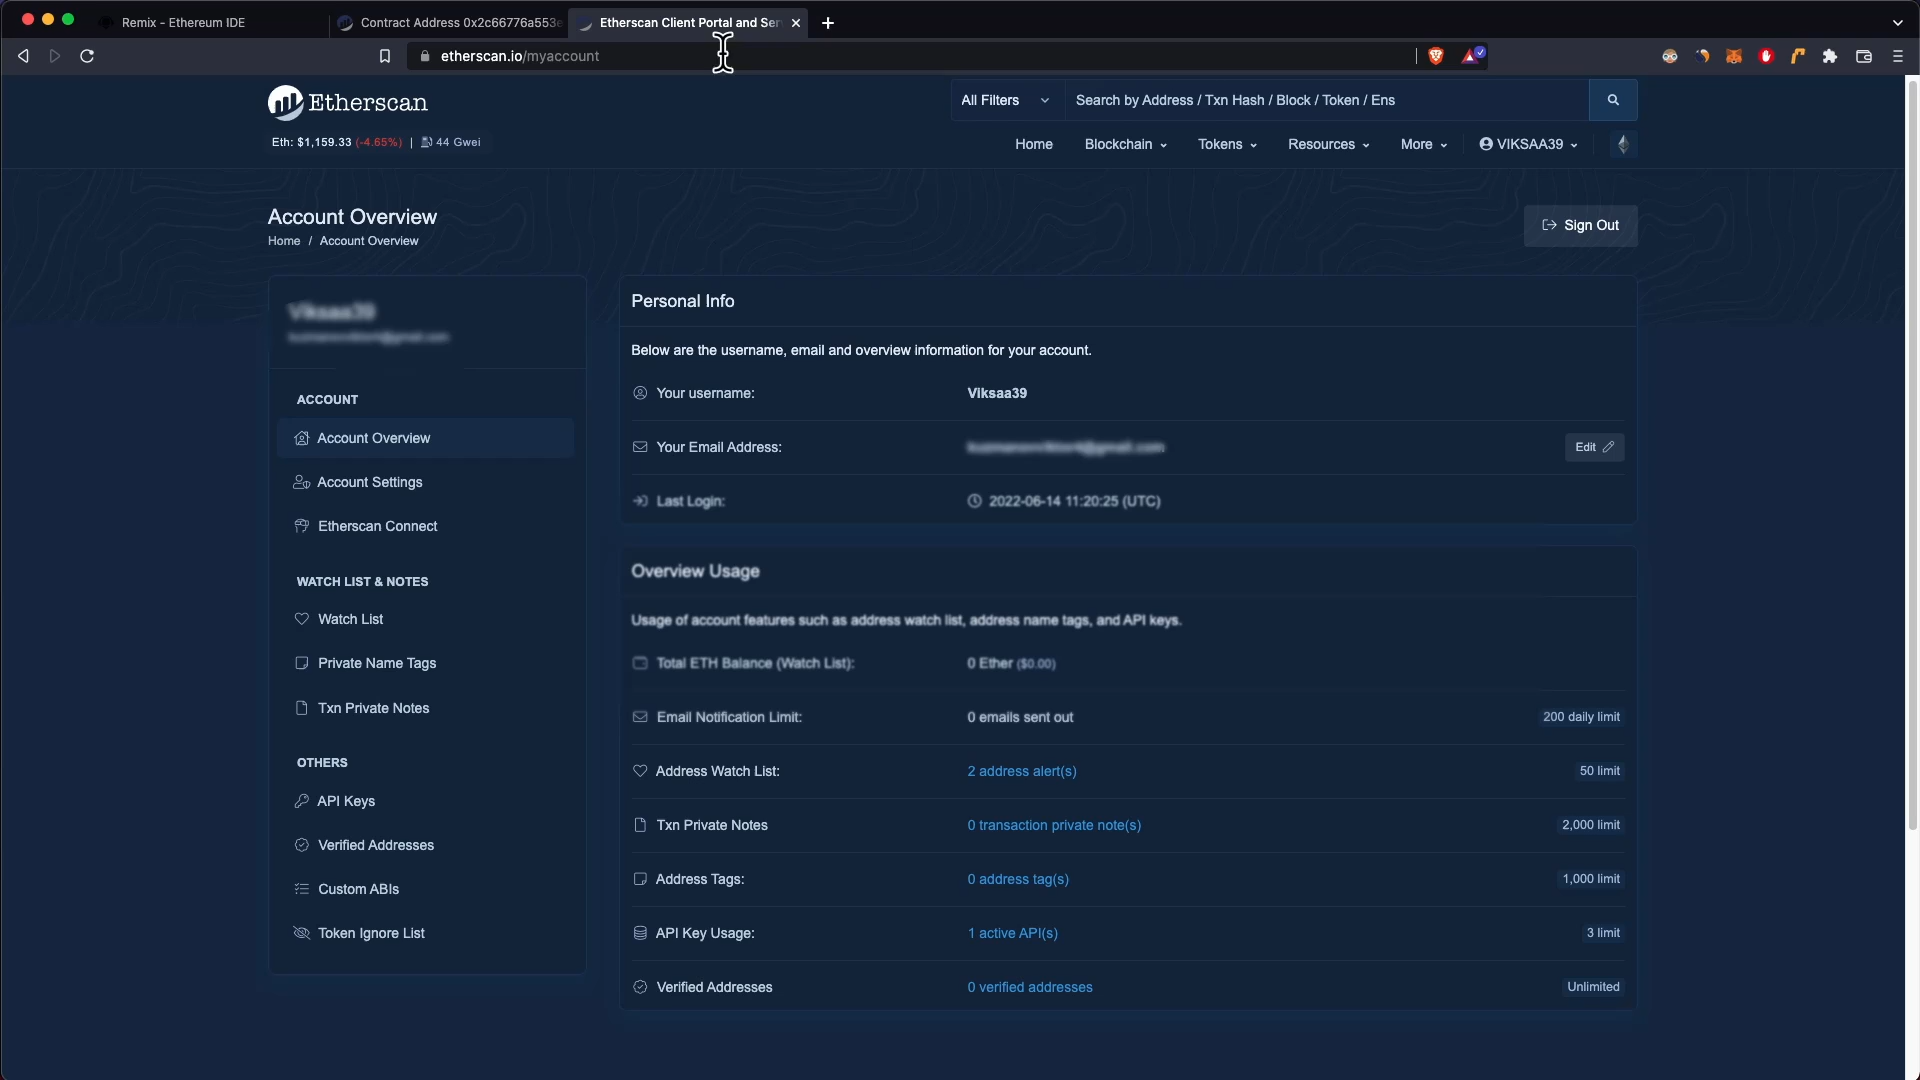 Remix - Ethereum IDE
Contract Address 0x2c66776a553e
Etherscan Client Portal and Ser
etherscan.io/myaccount
Etherscan
All Filters
Search by Address / Txn Hash / Block / Token / Ens
Eth: $1,159.33 (-4.65%) | 44 Gwei
Home
Blockchain
Tokens
Resources
More
VIKSAA39
Account Overview
Home / Account Overview
Sign Out
Viksaa39
ACCOUNT
Account Overview
Account Settings
Etherscan Connect
WATCH LIST & NOTES
Watch List
Private Name Tags
Txn Private Notes
OTHERS
API Keys
Verified Addresses
Custom ABIs
Token Ignore List
Personal Info
Below are the username, email and overview information for your account.
Your username: Viksaa39
Your Email Address:
Edit
Last Login: 2022-06-14 11:20:25 (UTC)
Overview Usage
Usage of account features such as address watch list, address name tags, and API keys.
Total ETH Balance (Watch List): 0 Ether ($0.00)
Email Notification Limit: 0 emails sent out 200 daily limit
Address Watch List: 2 address alert(s) 50 limit
Txn Private Notes 0 transaction private note(s) 2,000 limit
Address Tags: 0 address tag(s) 1,000 limit
API Key Usage: 1 active API(s) 3 limit
Verified Addresses 0 verified addresses Unlimited